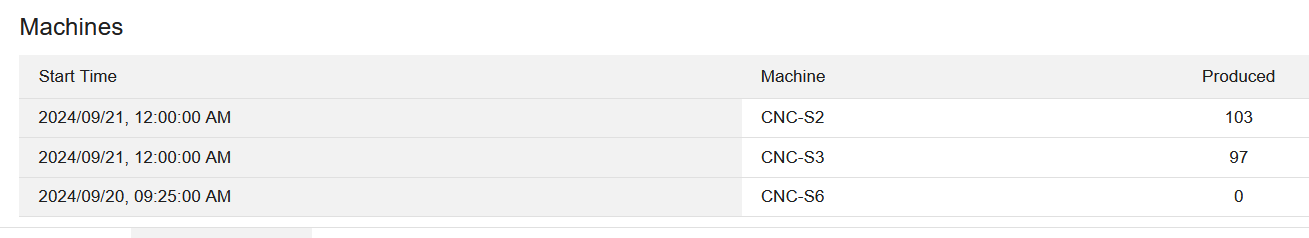 Machines
Start Time Machine Produced
2024/09/21, 12:00:00 AM CNC-S2 103
2024/09/21, 12:00:00 AM CNC-S3 97
2024/09/20, 09:25:00 AM CNC-S6 0